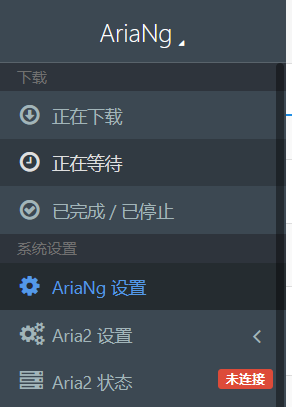 AriaNg
下载
正在下载
正在等待
已完成 / 已停止
系统设置
AriaNg 设置
Aria2 设置
Aria2 状态 未连接